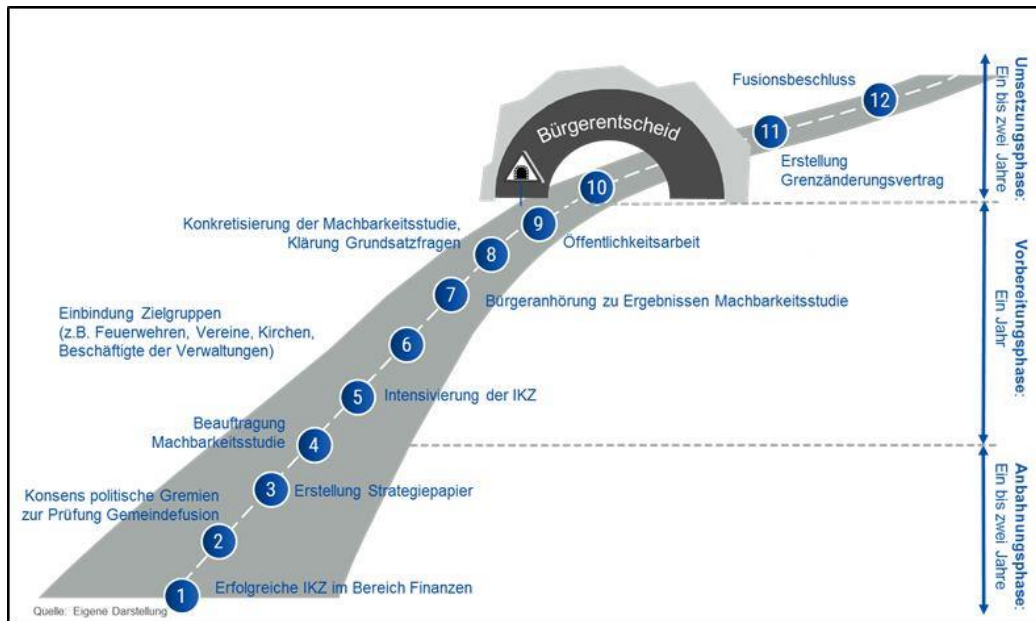 Umsetzungsphase:
Ein bis zwei Jahre
Fusionsbeschluss
12
11
Bürgerentscheid
Erstellung
Grenzänderungsvertrag
10
Konkretisierung der Machbarkeitsstudie,
Klärung Grundsatzfragen
9
Öffentlichkeitsarbeit
8
Vorbereitungsphase:
Ein Jahr
7
Bürgeranhörung zu Ergebnissen Machbarkeitsstudie
Einbindung Zielgruppen
(z.B. Feuerwehren, Vereine, Kirchen,
Beschäftigte der Verwaltungen)
6
5
Intensivierung der IKZ
Beauftragung
Machbarkeitsstudie
4
Anbahnungsphase:
Ein bis zwei Jahre
3
Erstellung Strategiepapier
Konsens politische Gremien
zur Prüfung Gemeindefusion
2
1
Erfolgreiche IKZ im Bereich Finanzen
Quelle: Eigene Darstellung